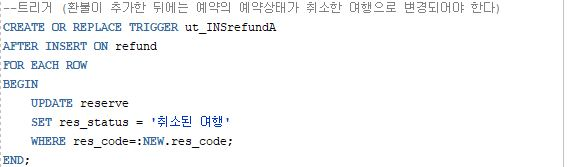 --트리거 (환불이 추가한 뒤에는 예약의 예약상태가 취소한 여행으로 변경되어야 한다)
CREATE OR REPLACE TRIGGER ut_INSrefundA
AFTER INSERT ON refund
FOR EACH ROW
BEGIN
    UPDATE reserve
    SET res_status = '취소된 여행'
    WHERE res_code=:NEW.res_code;
END;